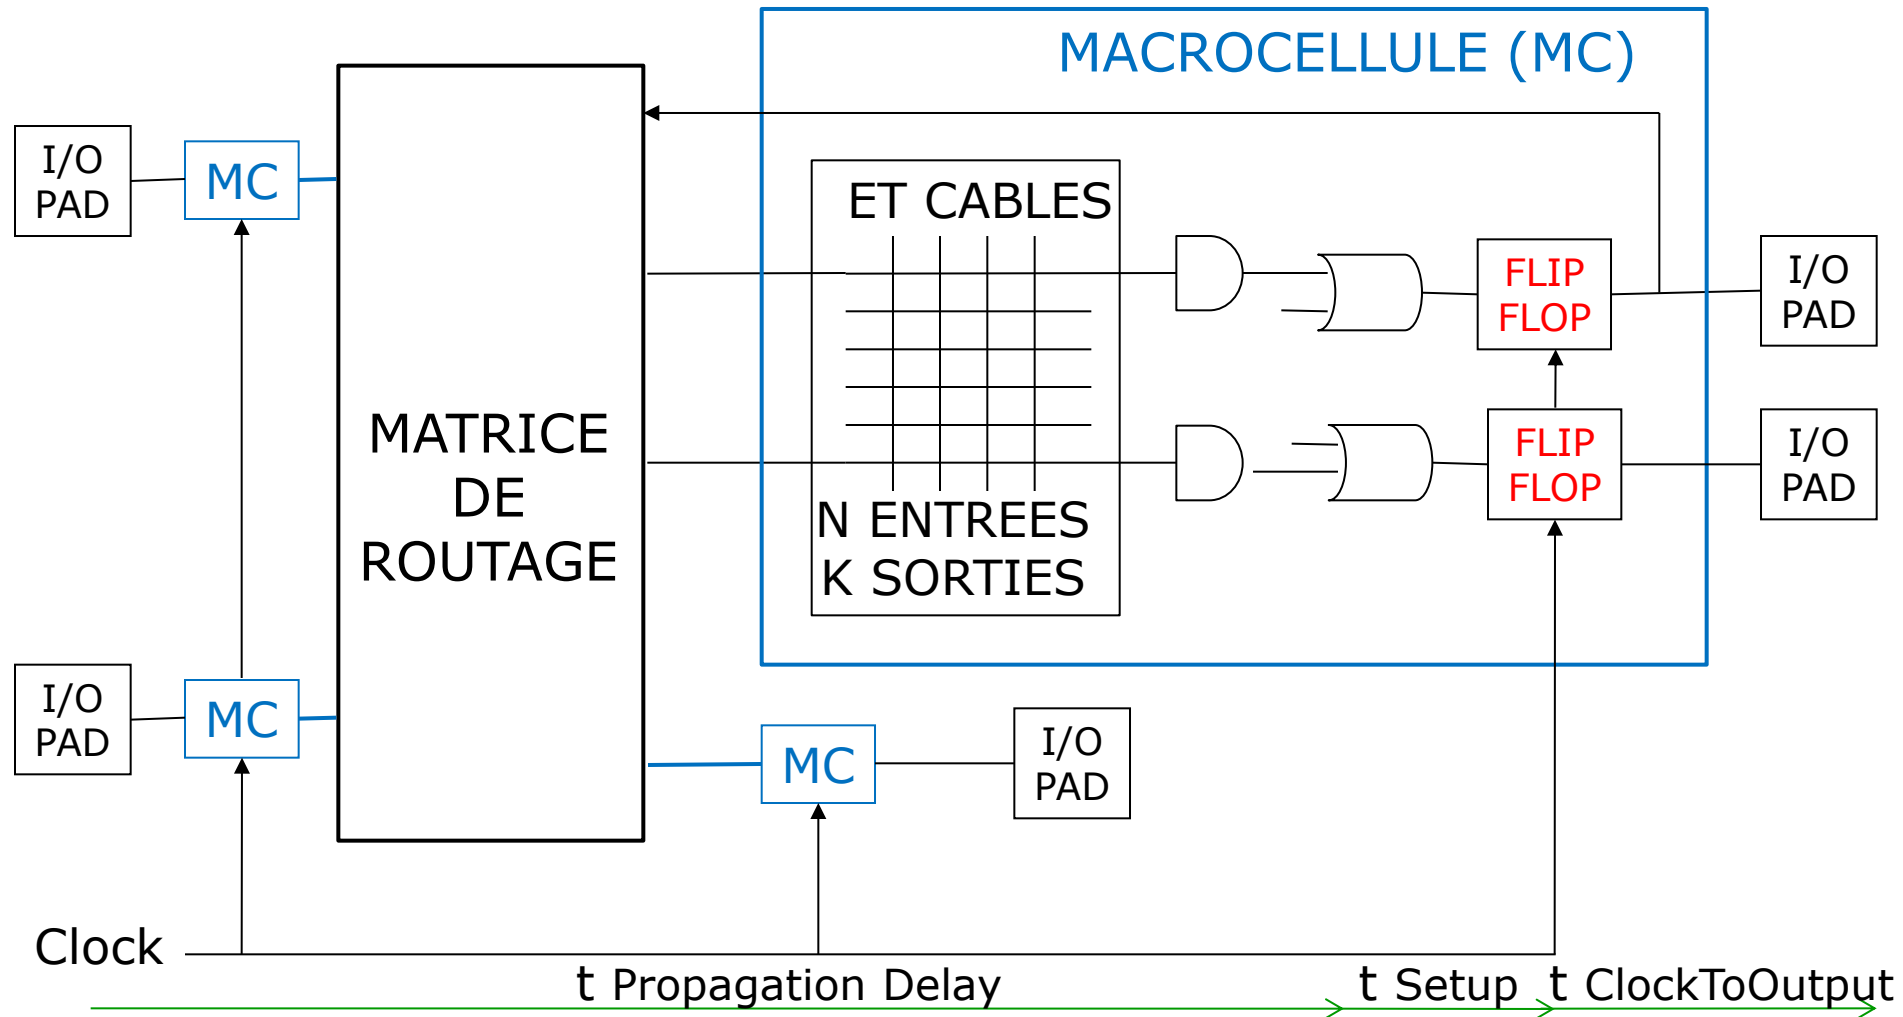 MACROCELLULE (MC)
I/O
PAD
MC
ET CABLES
FLIP
FLOP
I/O
PAD
MATRICE
DE
ROUTAGE
FLIP
FLOP
I/O
PAD
N ENTREES
K SORTIES
I/O
PAD
MC
MC
I/O
PAD
Clock
t Propagation Delay
t Setup
t ClockToOutput